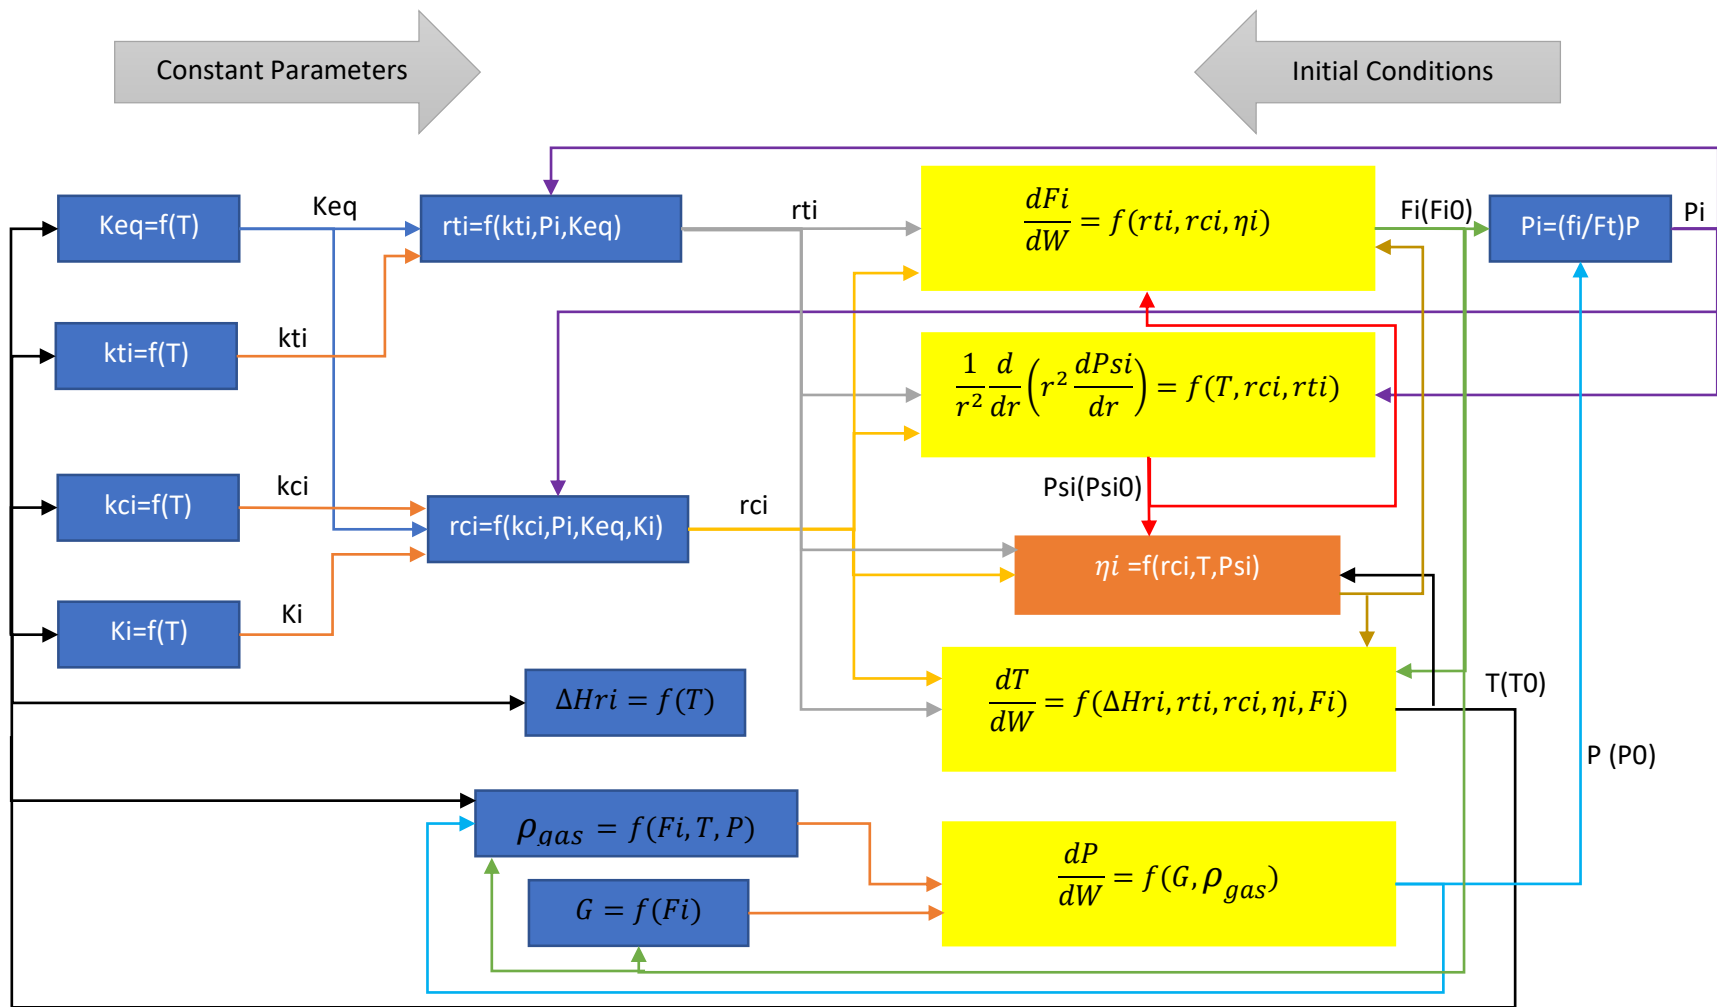 Constant Parameters
Initial Conditions
Keq=f(T)
Keq
rti=f(kti,Pi,Keq)
rti
dFi/dW = f(rti, rci, ηi)
Fi(Fi0)
Pi=(fi/Ft)P
Pi
kti=f(T)
kti
1/r² d/dr (r² dPsi/dr) = f(T, rci, rti)
kci=f(T)
kci
rci=f(kci,Pi,Keq,Ki)
rci
Psi(Psi0)
ηi =f(rci,T,Psi)
Ki=f(T)
Ki
ΔHri = f(T)
dT/dW = f(ΔHri, rti, rci, ηi, Fi)
T(T0)
P (P0)
ρ_gas = f(Fi, T, P)
dP/dW = f(G, ρ_gas)
G = f(Fi)